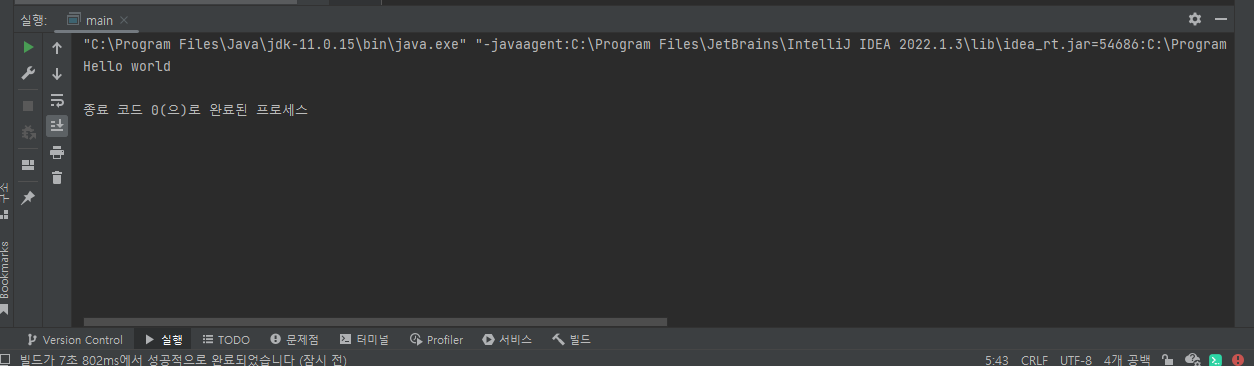 실행: main
"C:\Program Files\Java\jdk-11.0.15\bin\java.exe" "-javaagent:C:\Program Files\JetBrains\IntelliJ IDEA 2022.1.3\lib\idea_rt.jar=54686:C:\Program
Hello world
종료 코드 0(으)로 완료된 프로세스
구조
Bookmarks
Version Control 실행 TODO 문제점 터미널 Profiler 서비스 빌드
빌드가 7초 802ms에서 성공적으로 완료되었습니다 (잠시 전) 5:43 CRLF UTF-8 4개 공백